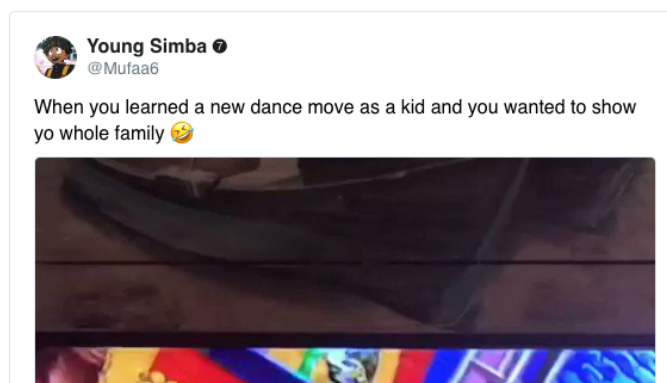 Young Simba ❼
@Mufaa6
When you learned a new dance move as a kid and you wanted to show
yo whole family 🤣